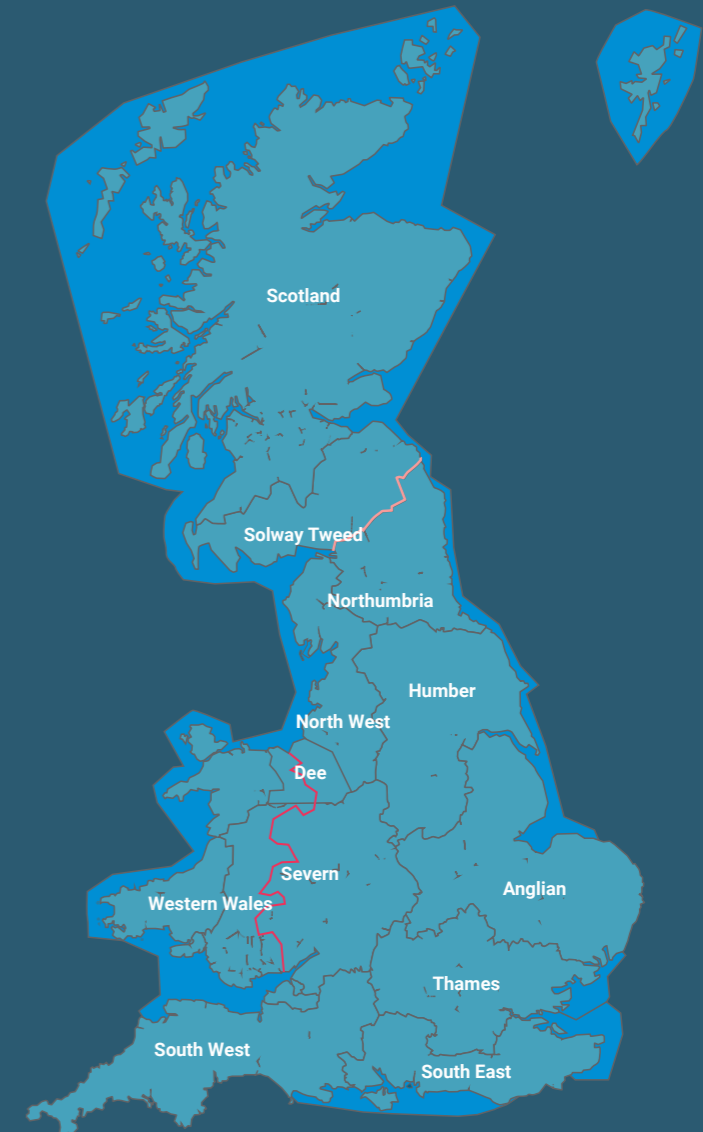 Scotland
Solway Tweed
Northumbria
Humber
North West
Dee
Severn
Anglian
Western Wales
Thames
South West
South East